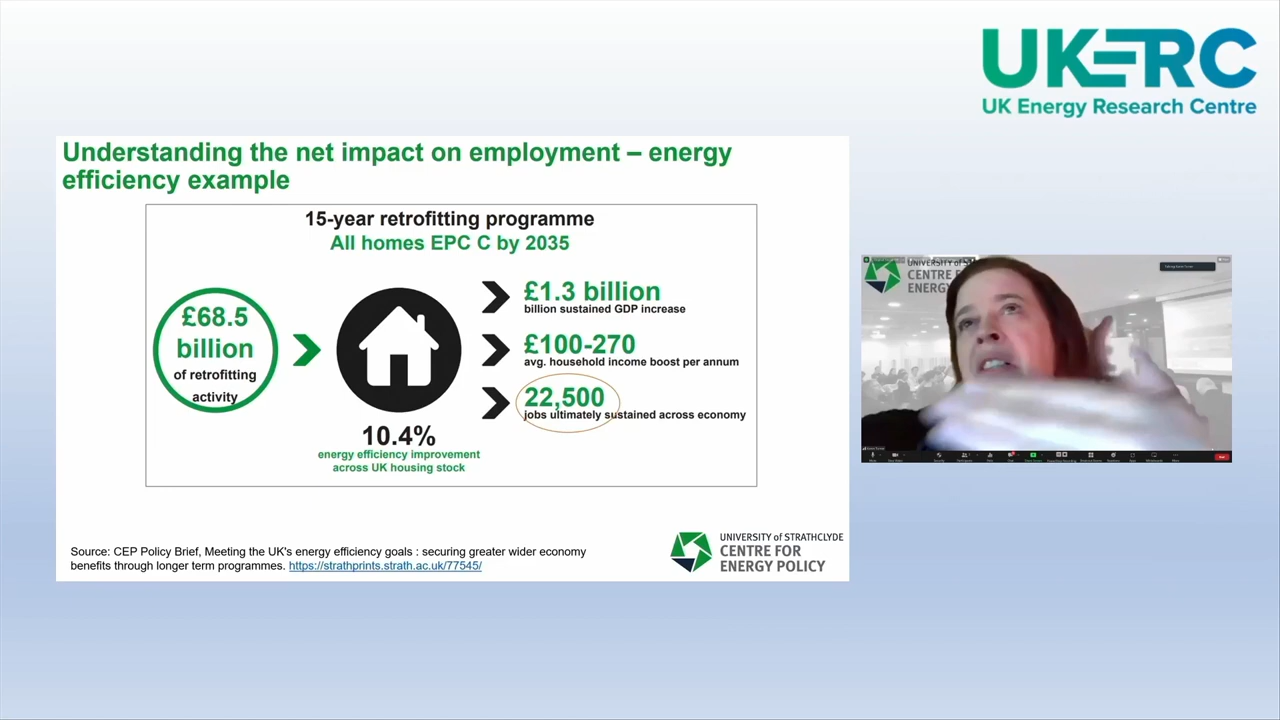 UKERC
UK Energy Research Centre
Understanding the net impact on employment – energy
efficiency example
15-year retrofitting programme
All homes EPC C by 2035
£68.5
billion
of retrofitting
activity
10.4%
energy efficiency improvement
across UK housing stock
£1.3 billion
billion sustained GDP increase
£100-270
avg. household income boost per annum
22,500
jobs ultimately sustained across economy
Source: CEP Policy Brief, Meeting the UK's energy efficiency goals : securing greater wider economy
benefits through longer term programmes. https://strathprints.strath.ac.uk/77545/
UNIVERSITY OF STRATHCLYDE
CENTRE FOR
ENERGY POLICY
UNIVERSITY of
CENTRE
ENERGY